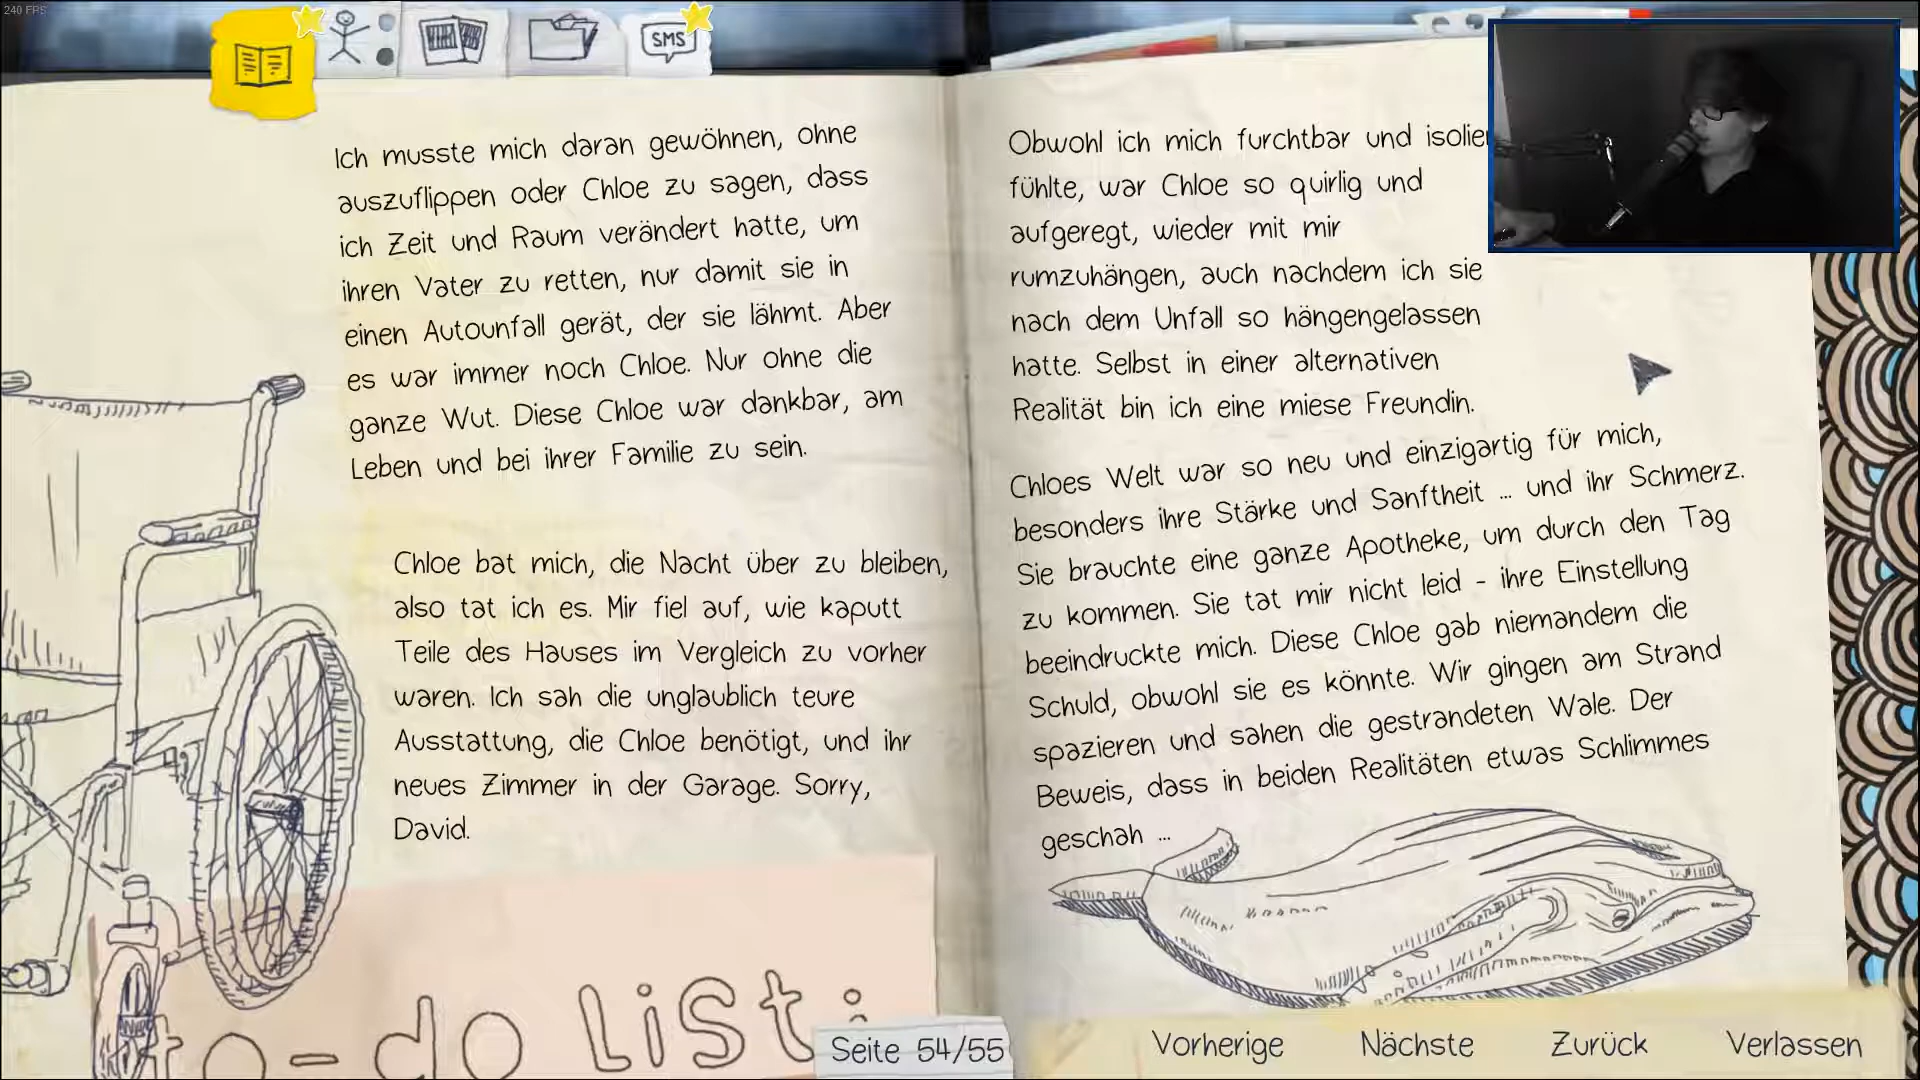 240 FPS
SMS
Ich musste mich daran gewöhnen, ohne
auszuflippen oder Chloe zu sagen, dass
ich Zeit und Raum verändert hatte, um
ihren Vater zu retten, nur damit sie in
einen Autounfall gerät, der sie lähmt. Aber
es war immer noch Chloe. Nur ohne die
ganze Wut. Diese Chloe war dankbar, am
Leben und bei ihrer Familie zu sein.
Chloe bat mich, die Nacht über zu bleiben,
also tat ich es. Mir fiel auf, wie kaputt
Teile des Hauses im Vergleich zu vorher
waren. Ich sah die unglaublich teure
Ausstattung, die Chloe benötigt, und ihr
neues Zimmer in der Garage. Sorry,
David.
to-do LiSt:
Obwohl ich mich furchtbar und
fühlte, war Chloe so quirlig und
aufgeregt, wieder mit mir
rumzuhängen, auch nachdem ich sie
nach dem Unfall so hängengelassen
hatte. Selbst in einer alternativen
Realität bin ich eine miese Freundin.
Chloes Welt war so neu und einzigartig für mich,
besonders ihre Stärke und Sanftheit ... und ihr Schmerz.
Sie brauchte eine ganze Apotheke, um durch den Tag
zu kommen. Sie tat mir nicht leid - ihre Einstellung
beeindruckte mich. Diese Chloe gab niemandem die
Schuld, obwohl sie es könnte. Wir gingen am Strand
spazieren und sahen die gestrandeten Wale. Der
Beweis, dass in beiden Realitäten etwas Schlimmes
geschah ...
Seite 54/55
Vorherige
Nächste
Zurück
Verlassen